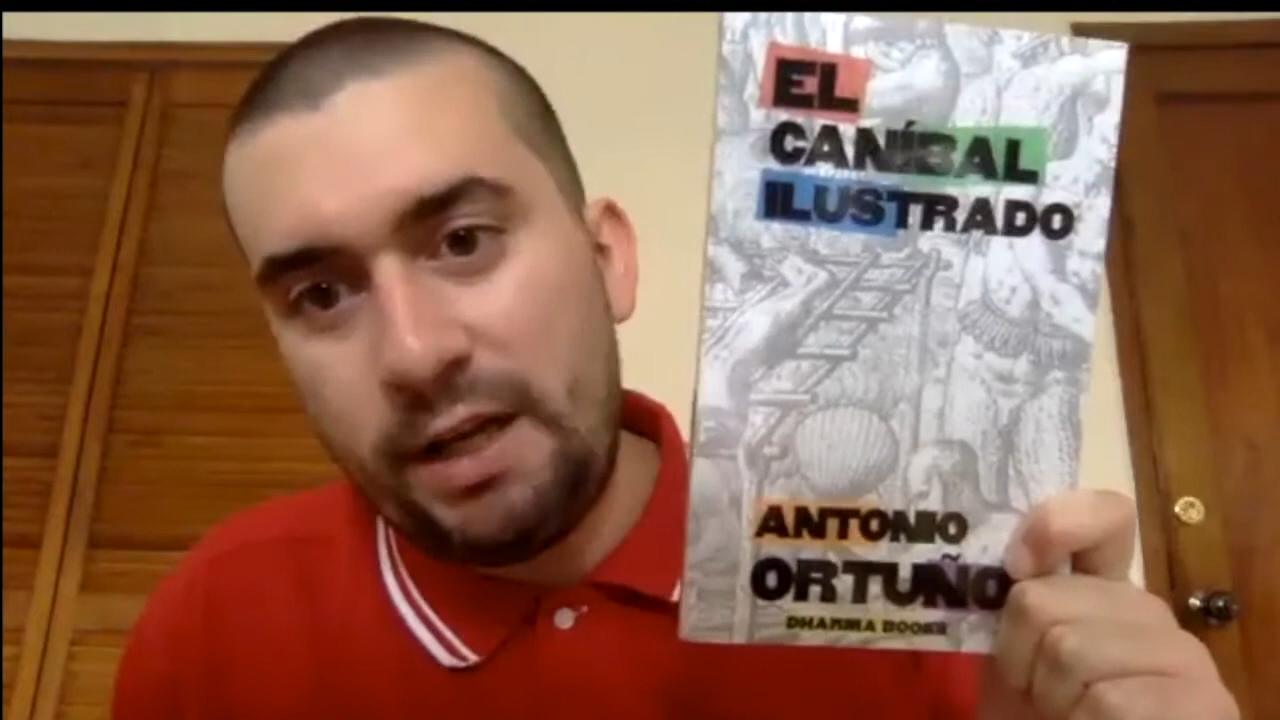 EL
CANÍBAL
ILUSTRADO
ANTONIO
ORTUÑO
DHARMA BOOKS